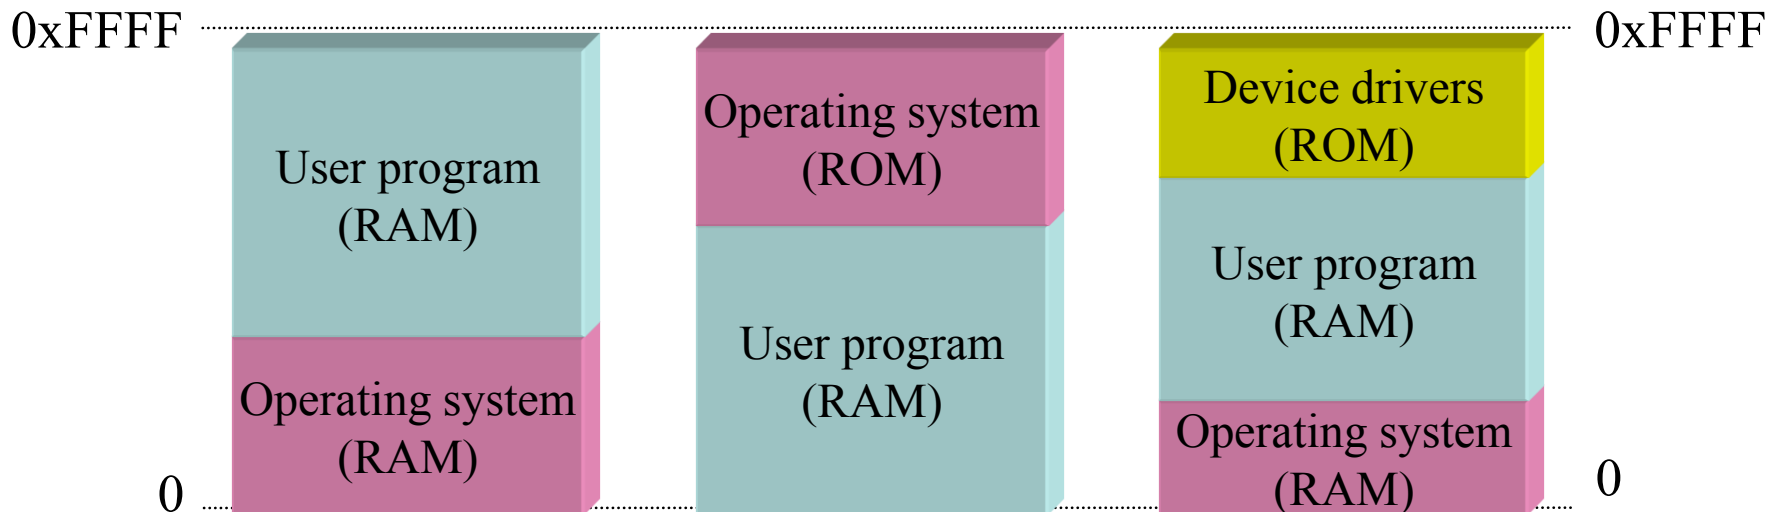 0xFFFF
0xFFFF
User program
(RAM)
Operating system
(RAM)
Operating system
(ROM)
User program
(RAM)
Device drivers
(ROM)
User program
(RAM)
Operating system
(RAM)
0
0